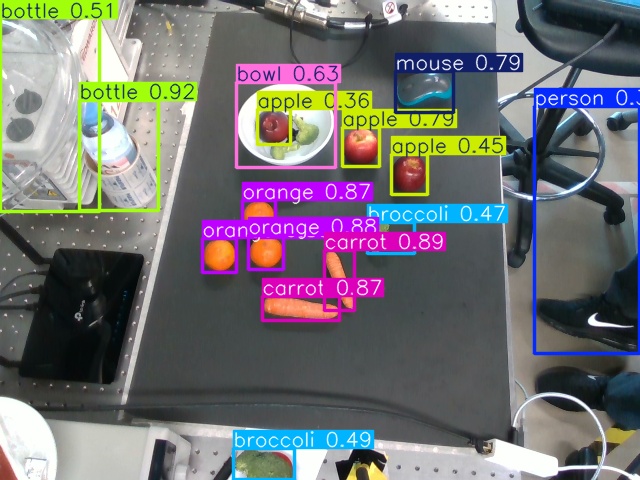 bottle 0.51
mouse 0.79
bowl 0.63
bottle 0.92
apple 0.36
person 0.3
apple 0.79
apple 0.45
orange 0.87
broccoli 0.47
oran
orange 0.88
carrot 0.89
carrot 0.87
broccoli 0.49